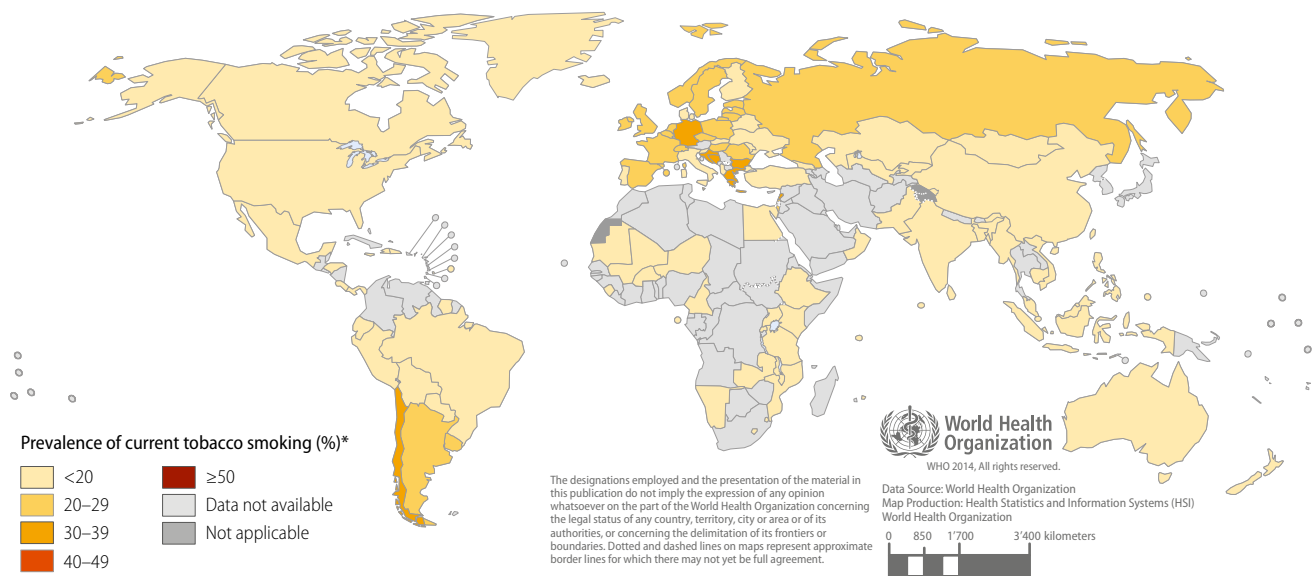 Prevalence of current tobacco smoking (%)*
<20
20–29
30–39
40–49
≥50
Data not available
Not applicable
The designations employed and the presentation of the material in
this publication do not imply the expression of any opinion
whatsoever on the part of the World Health Organization concerning
the legal status of any country, territory, city or area or of its
authorities, or concerning the delimitation of its frontiers or
boundaries. Dotted and dashed lines on maps represent approximate
border lines for which there may not yet be full agreement.
World Health
Organization
WHO 2014, All rights reserved.
Data Source: World Health Organization
Map Production: Health Statistics and Information Systems (HSI)
World Health Organization
0 850 1'700 3'400 kilometers